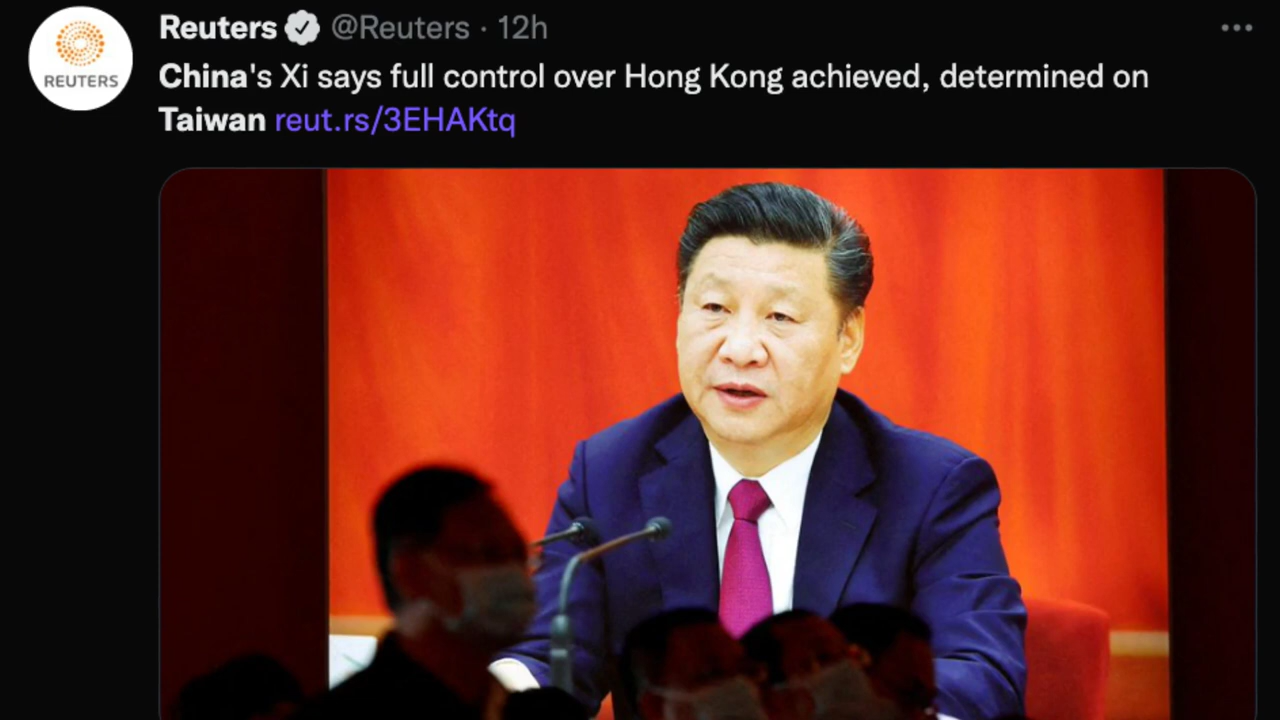 Reuters @Reuters · 12h
REUTERS
China's Xi says full control over Hong Kong achieved, determined on
Taiwan reut.rs/3EHAKtq